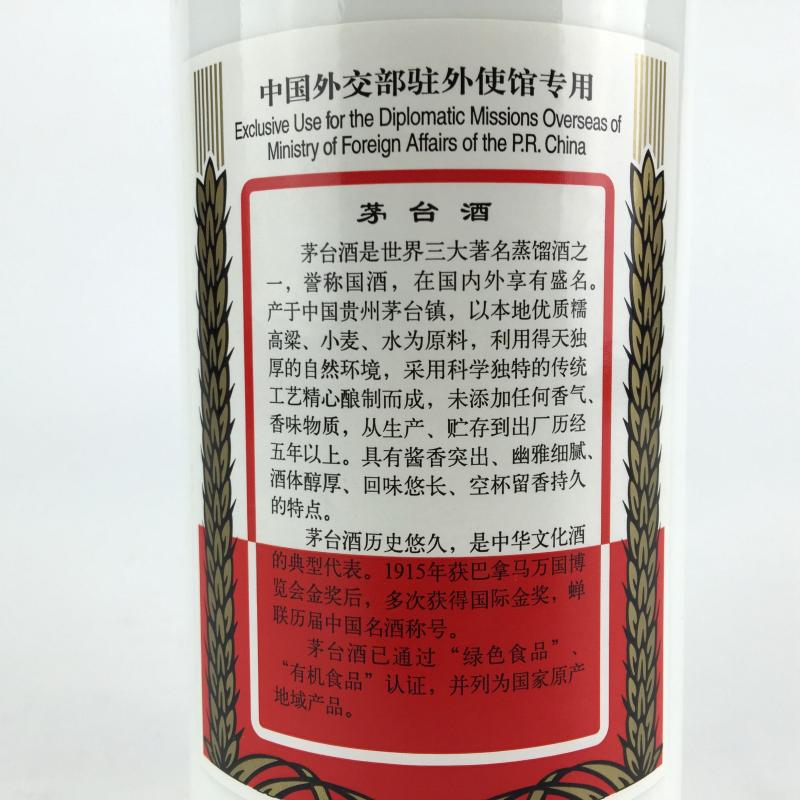 中国外交部驻外使馆专用
Exclusive Use for the Diplomatic Missions Overseas of
Ministry of Foreign Affairs of the P.R. China
茅台酒
茅台酒是世界三大著名蒸馏酒之
一，誉称国酒，在国内外享有盛名。
产于中国贵州茅台镇，以本地优质糯
高粱、小麦、水为原料，利用得天独
厚的自然环境，采用科学独特的传统
工艺精心酿制而成，未添加任何香气、
香味物质，从生产、贮存到出厂历经
五年以上。具有酱香突出、幽雅细腻、
酒体醇厚、回味悠长、空杯留香持久
的特点。
茅台酒历史悠久，是中华文化酒
的典型代表。1915年获巴拿马万国博
览会金奖后，多次获得国际金奖，蝉
联历届中国名酒称号。
茅台酒已通过“绿色食品”、
“有机食品”认证，并列为国家原产
地域产品。